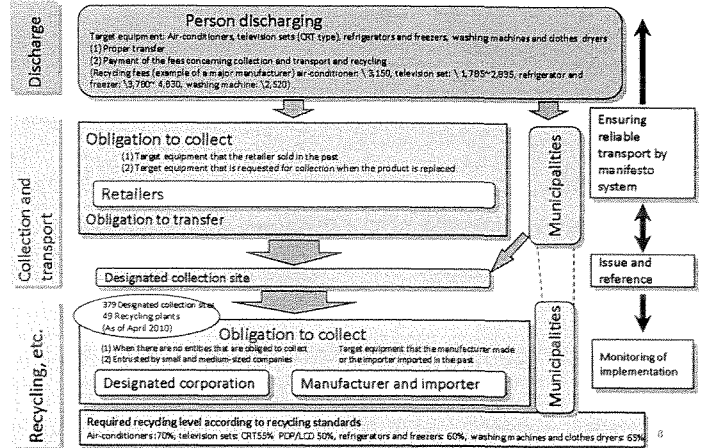 Discharge
Person discharging
Target equipment: Air-conditioners, television sets (CRT type), refrigerators and freezers, washing machines and clothes dryers
(1) Proper transfer
(2) Payment of the fees concerning collection and transport and recycling
(Recycling fees (example of a major manufacturer) air-conditioner: \3,150, television set: \ 1,785~2,835, refrigerator and
freezer: \3,780~ 4,830, washing machine: \2,520)
Collection and
transport
Obligation to collect
(1) Target equipment that the retailer sold in the past
(2) Target equipment that is requested for collection when the product is replaced
Retailers
Obligation to transfer
Municipalities
Ensuring
reliable
transport by
manifesto
system
Designated collection site
Issue and
reference
Recycling, etc.
379 Designated collection sites
49 Recycling plants
(As of April 2010)
Obligation to collect
(1) When there are no entities that are obliged to collect
(2) Entrusted by small and medium-sized companies
Target equipment that the manufacturer made
or the importer imported in the past
Designated corporation
Manufacturer and importer
Municipalities
Monitoring of
implementation
Required recycling level according to recycling standards
Air-conditioners: 70%, television sets: CRT55% PDP/LCD 50%, refrigerators and freezers: 60%, washing machines and clothes dryers: 65%